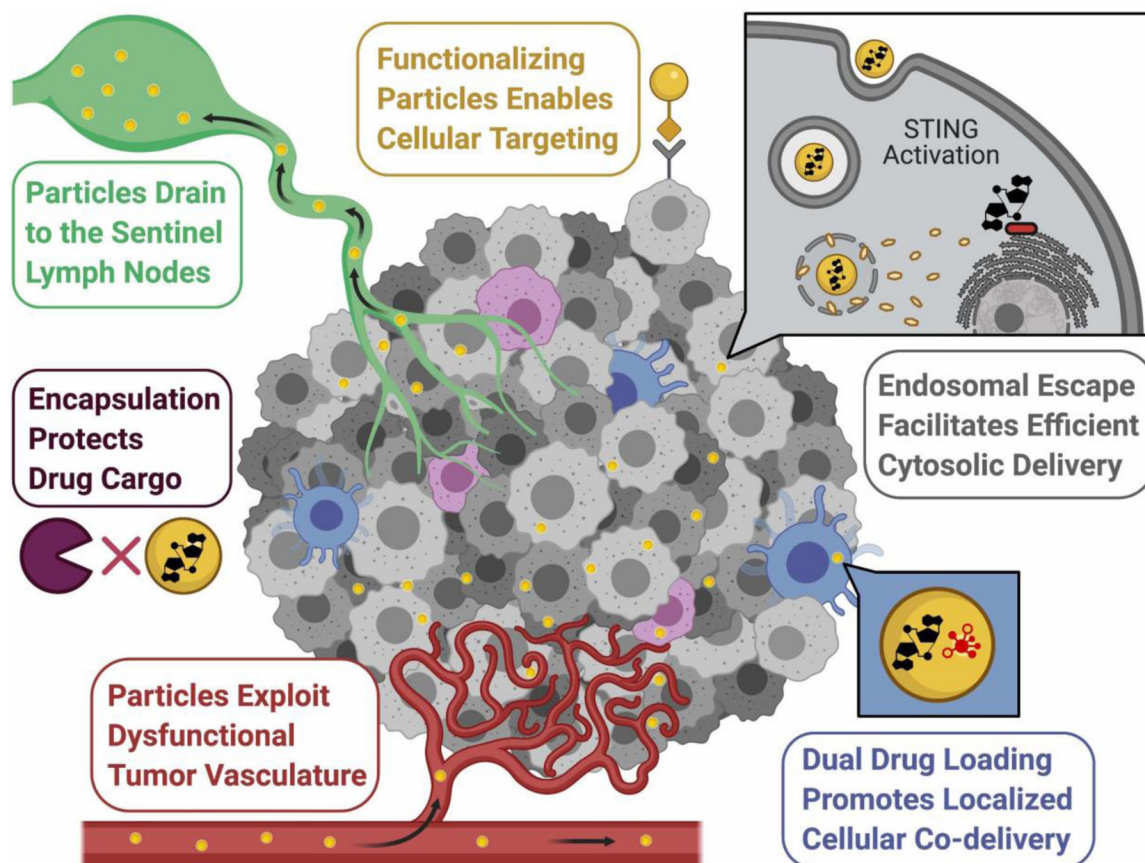 Functionalizing
Particles Enables
Cellular Targeting
STING
Activation
Particles Drain
to the Sentinel
Lymph Nodes
Encapsulation
Protects
Drug Cargo
Endosomal Escape
Facilitates Efficient
Cytosolic Delivery
Particles Exploit
Dysfunctional
Tumor Vasculature
Dual Drug Loading
Promotes Localized
Cellular Co-delivery